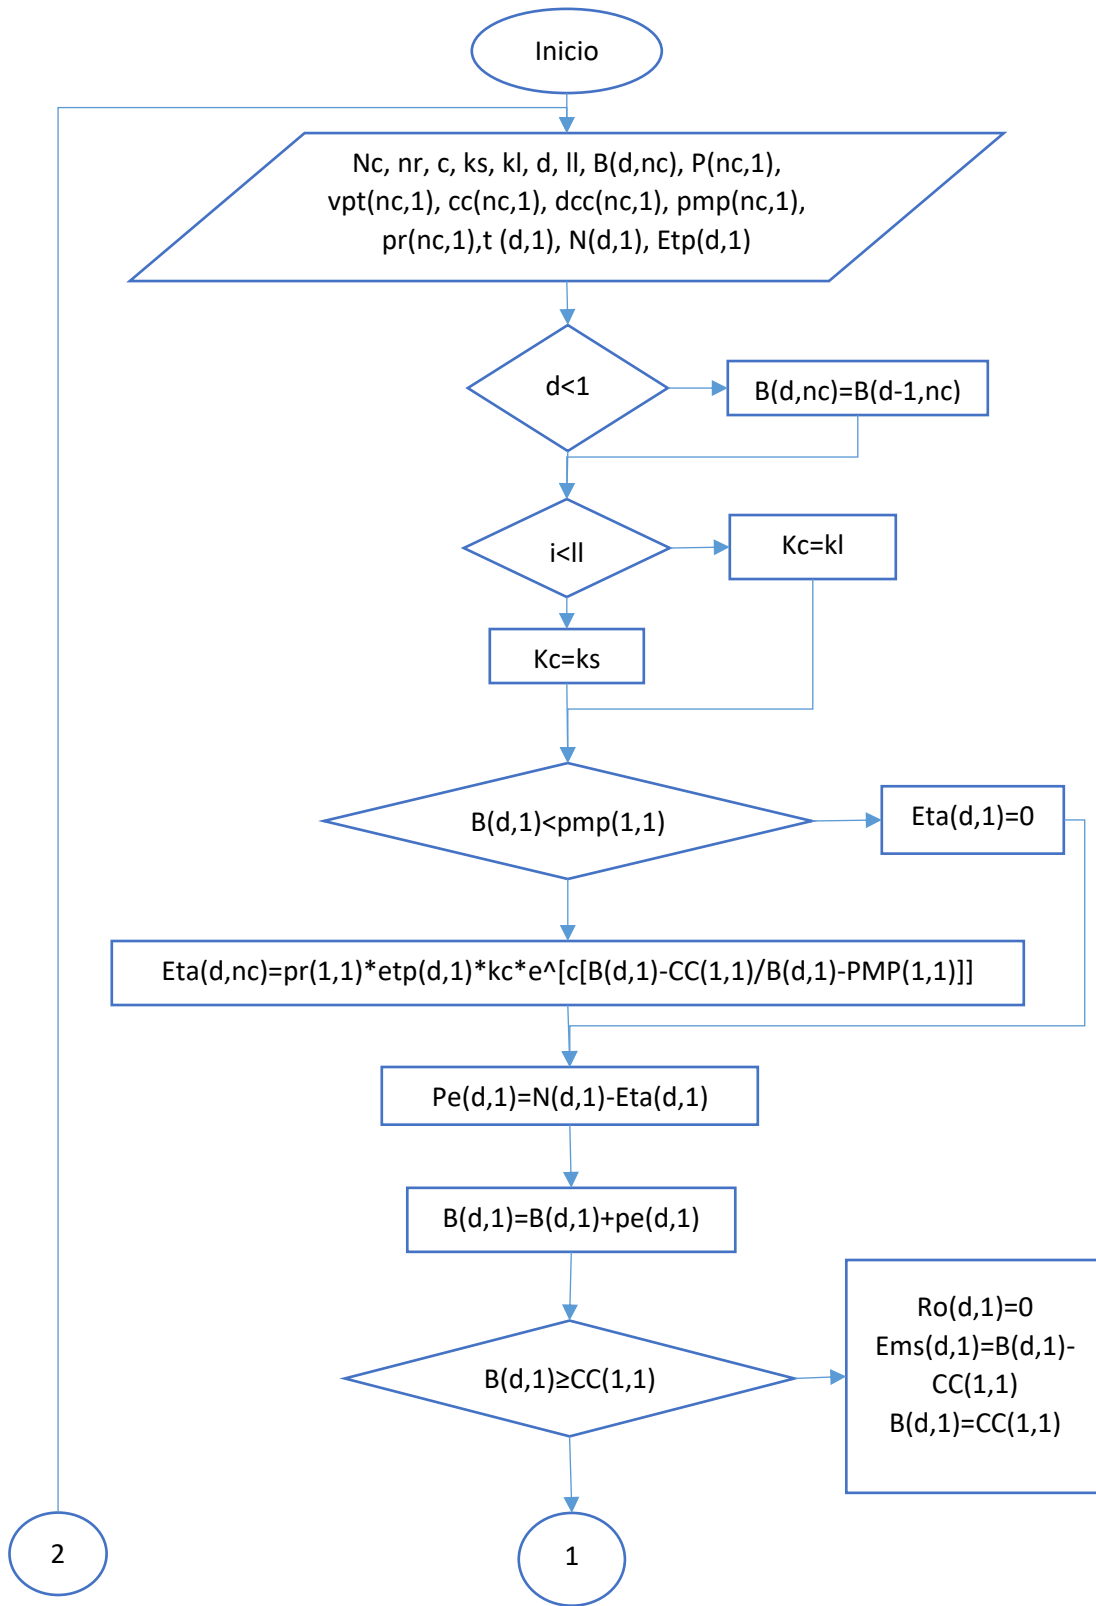 Inicio
Nc, nr, c, ks, kl, d, ll, B(d,nc), P(nc,1),
vpt(nc,1), cc(nc,1), dcc(nc,1), pmp(nc,1),
pr(nc,1),t (d,1), N(d,1), Etp(d,1)
d<1
B(d,nc)=B(d-1,nc)
i<ll
Kc=kl
Kc=ks
B(d,1)<pmp(1,1)
Eta(d,1)=0
Eta(d,nc)=pr(1,1)*etp(d,1)*kc*e^[c[B(d,1)-CC(1,1)/B(d,1)-PMP(1,1)]]
Pe(d,1)=N(d,1)-Eta(d,1)
B(d,1)=B(d,1)+pe(d,1)
B(d,1)≥CC(1,1)
Ro(d,1)=0
Ems(d,1)=B(d,1)-
CC(1,1)
B(d,1)=CC(1,1)
2
1